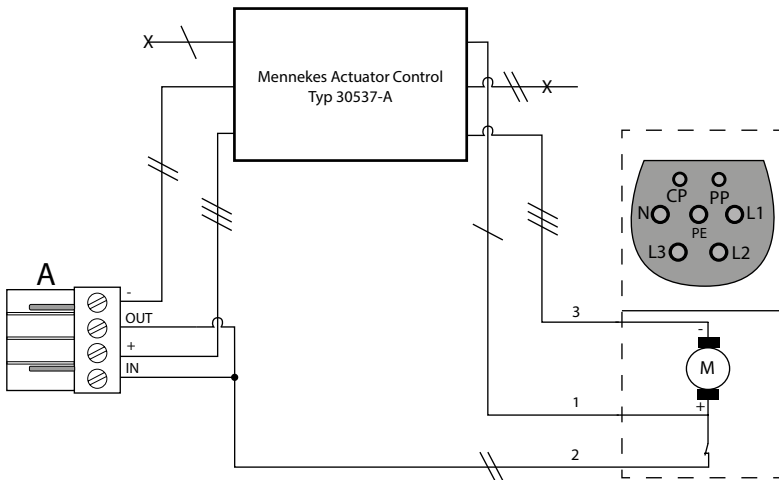 X
Mennekes Actuator Control
Typ 30537-A
X
CP PP
N L1
PE
L3 L2
A
-
OUT
+
IN
3
-
M
+
1
2